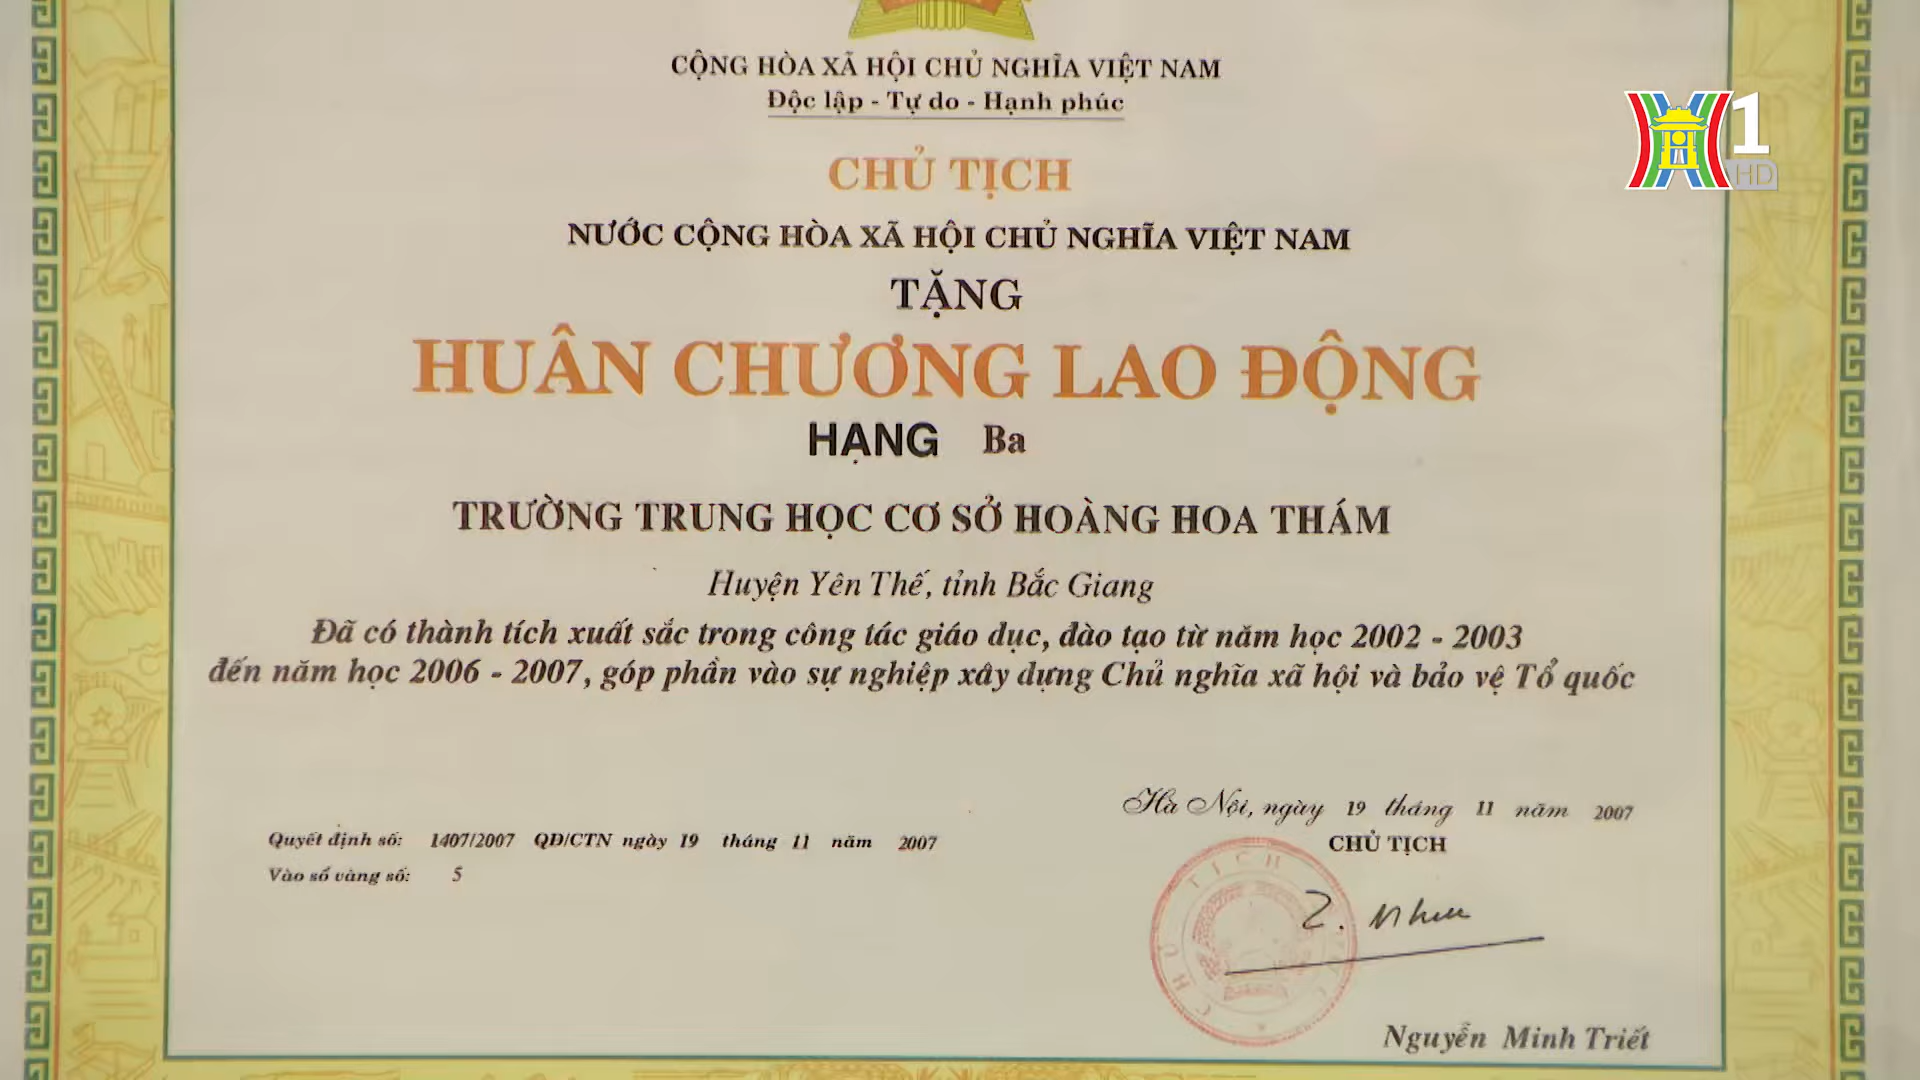 CỘNG HÒA XÃ HỘI CHỦ NGHĨA VIỆT NAM
Độc lập - Tự do - Hạnh phúc
1
HD
CHỦ TỊCH
NƯỚC CỘNG HÒA XÃ HỘI CHỦ NGHĨA VIỆT NAM
TẶNG
HUÂN CHƯƠNG LAO ĐỘNG
HẠNG Ba
TRƯỜNG TRUNG HỌC CƠ SỞ HOÀNG HOA THÁM
Huyện Yên Thế, tỉnh Bắc Giang
Đã có thành tích xuất sắc trong công tác giáo dục, đào tạo từ năm học 2002 - 2003
đến năm học 2006 - 2007, góp phần vào sự nghiệp xây dựng Chủ nghĩa xã hội và bảo vệ Tổ quốc
Hà Nội, ngày 19 tháng 11 năm 2007
CHỦ TỊCH
Quyết định số: 1407/2007 QĐ/CTN ngày 19 tháng 11 năm 2007
Vào sổ vàng số: 5
CHỦ TỊCH
Nguyễn Minh Triết